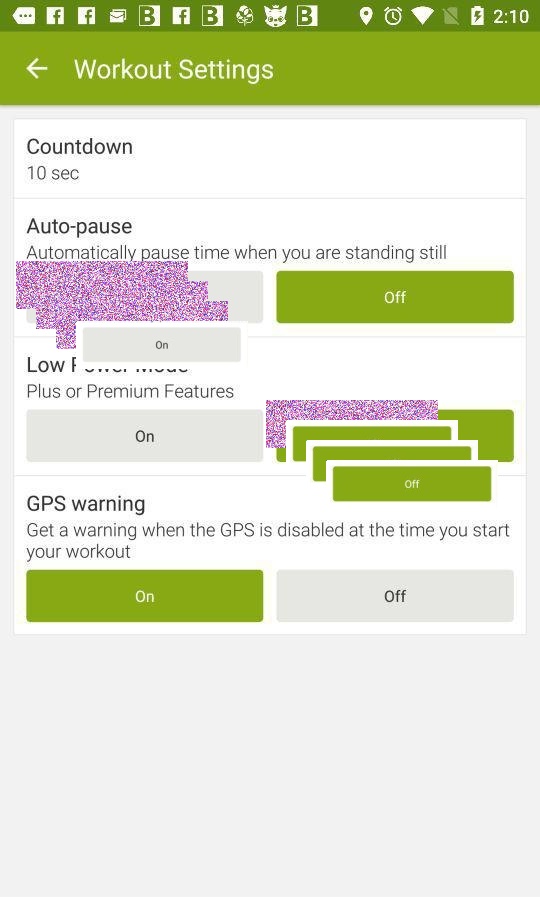 2:10
Workout Settings
Countdown
10 sec
Auto-pause
Automatically pause time when you are standing still
Off
On
Low Power Mode
Plus or Premium Features
On
Off
GPS warning
Get a warning when the GPS is disabled at the time you start
your workout
On Off